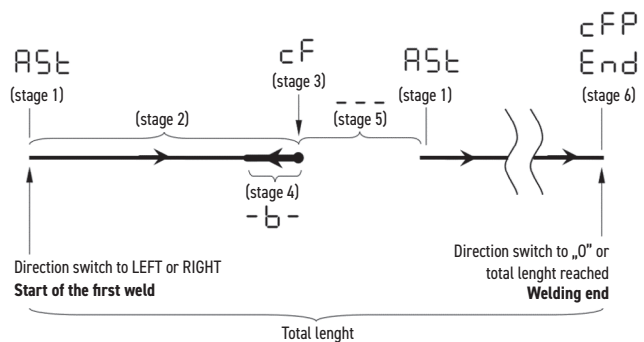 cFP
End
(stage 6)
cF
(stage 3)
ASt
(stage 1)
ASt
(stage 1)
---
(stage 5)
(stage 2)
(stage 4)
-b-
Direction switch to LEFT or RIGHT
Start of the first weld
Direction switch to „0” or
total lenght reached
Welding end
Total lenght